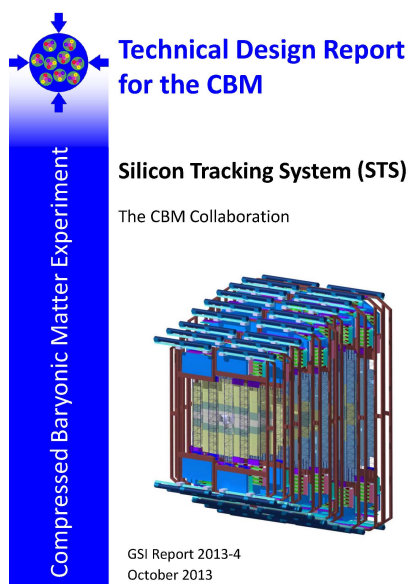 Technical Design Report
for the CBM
Silicon Tracking System (STS)
The CBM Collaboration
Compressed Baryonic Matter Experiment
GSI Report 2013-4
October 2013